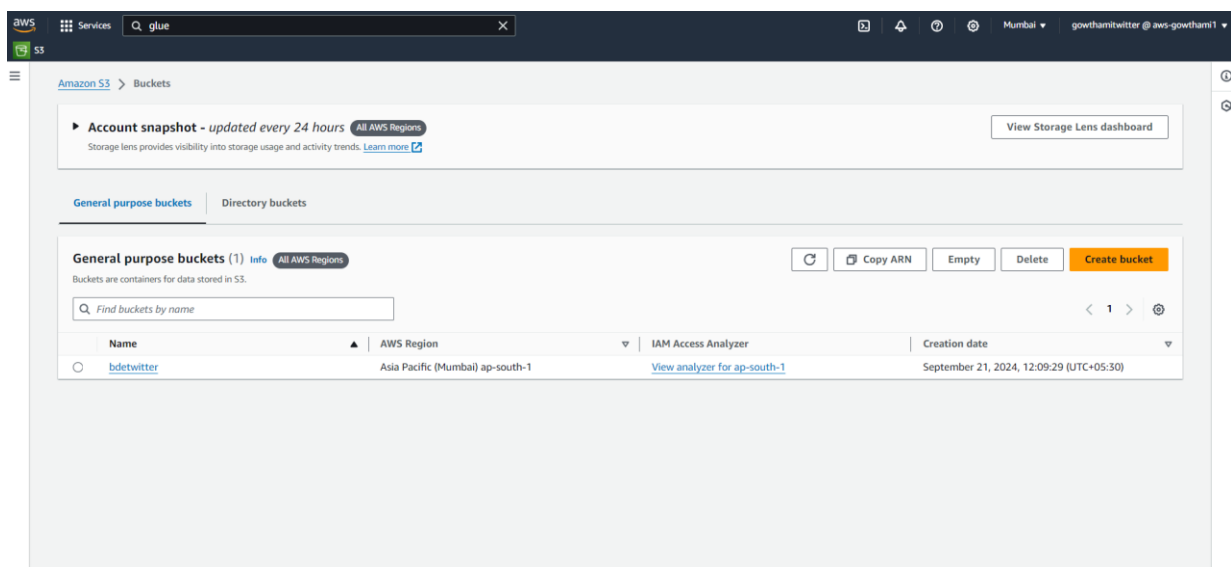 aws Services glue Mumbai gowthamitwitter @ aws-gowthami1
S3
Amazon S3 Buckets
Account snapshot - updated every 24 hours All AWS Regions View Storage Lens dashboard
Storage lens provides visibility into storage usage and activity trends. Learn more
General purpose buckets Directory buckets
General purpose buckets (1) Info All AWS Regions Copy ARN Empty Delete Create bucket
Buckets are containers for data stored in S3.
Find buckets by name 1
Name AWS Region IAM Access Analyzer Creation date
bdetwitter Asia Pacific (Mumbai) ap-south-1 View analyzer for ap-south-1 September 21, 2024, 12:09:29 (UTC+05:30)